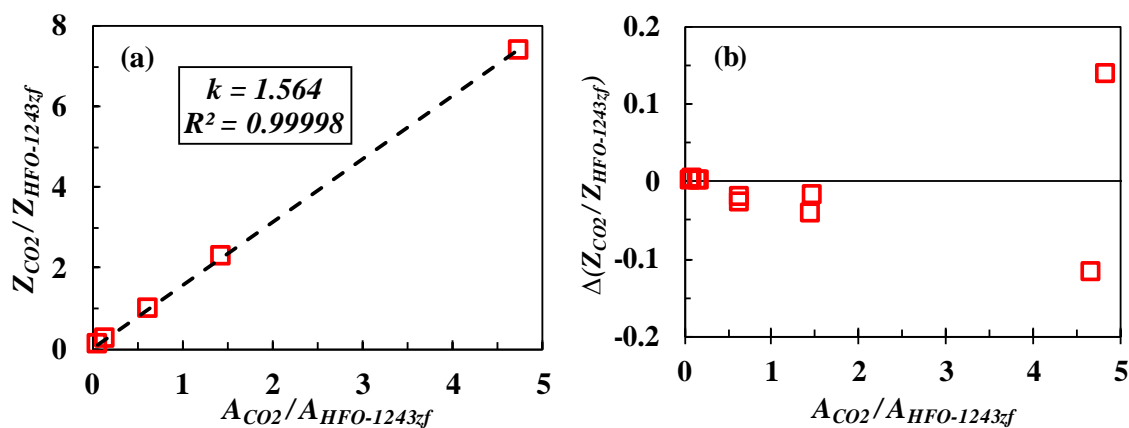 (a)
k = 1.564
R² = 0.99998
Z_CO2 / Z_HFO-1243zf
8
6
4
2
0
0 1 2 3 4 5
A_CO2 / A_HFO-1243zf
(b)
Δ(Z_CO2 / Z_HFO-1243zf)
0.2
0.1
0
-0.1
-0.2
0 1 2 3 4 5
A_CO2 / A_HFO-1243zf